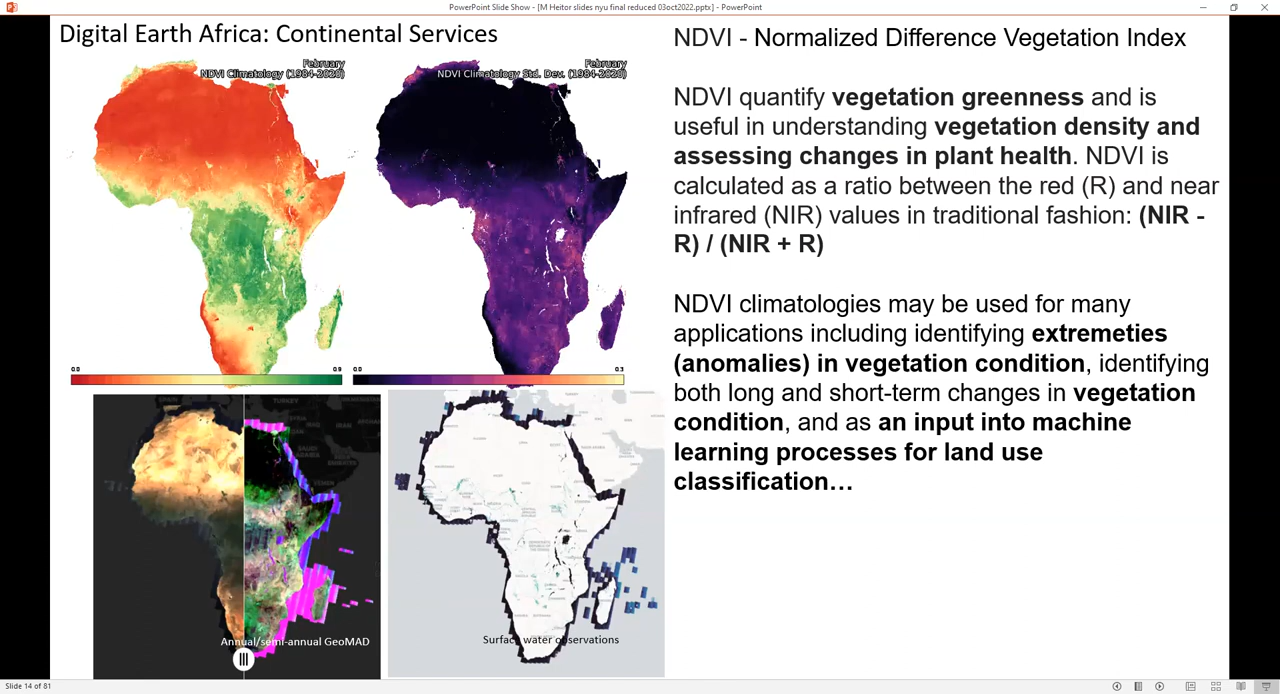 PowerPoint Slide Show - [M Heitor slides nyu final reduced 03oct2022.pptx] - PowerPoint
Digital Earth Africa: Continental Services
February
NDVI Climatology (1984-2020)
February
NDVI Climatology Std. Dev. (1984-2020)
0.0
0.9
0.0
0.3
Annual/semi-annual GeoMAD
Surface water observations
NDVI - Normalized Difference Vegetation Index
NDVI quantify vegetation greenness and is
useful in understanding vegetation density and
assessing changes in plant health. NDVI is
calculated as a ratio between the red (R) and near
infrared (NIR) values in traditional fashion: (NIR -
R) / (NIR + R)
NDVI climatologies may be used for many
applications including identifying extremeties
(anomalies) in vegetation condition, identifying
both long and short-term changes in vegetation
condition, and as an input into machine
learning processes for land use
classification…
Slide 14 of 81